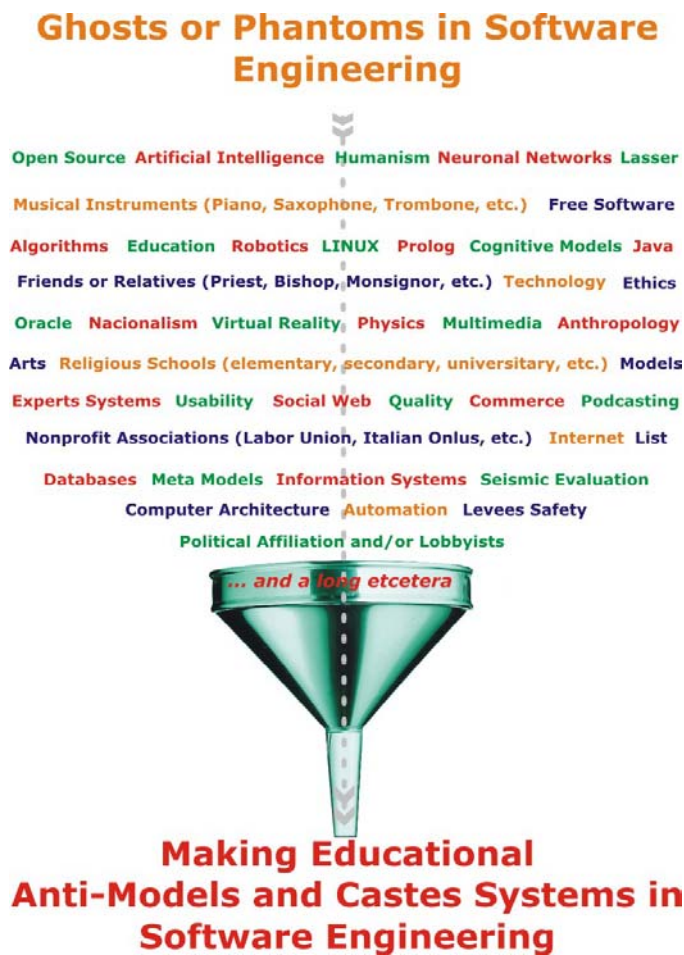 Ghosts or Phantoms in Software
Engineering
Open Source Artificial Intelligence Humanism Neuronal Networks Lasser
Musical Instruments (Piano, Saxophone, Trombone, etc.) Free Software
Algorithms Education Robotics LINUX Prolog Cognitive Models Java
Friends or Relatives (Priest, Bishop, Monsignor, etc.) Technology Ethics
Oracle Nacionalism Virtual Reality Physics Multimedia Anthropology
Arts Religious Schools (elementary, secondary, universitary, etc.) Models
Experts Systems Usability Social Web Quality Commerce Podcasting
Nonprofit Associations (Labor Union, Italian Onlus, etc.) Internet List
Databases Meta Models Information Systems Seismic Evaluation
Computer Architecture Automation Levees Safety
Political Affiliation and/or Lobbyists
... and a long etcetera
Making Educational
Anti-Models and Castes Systems in
Software Engineering